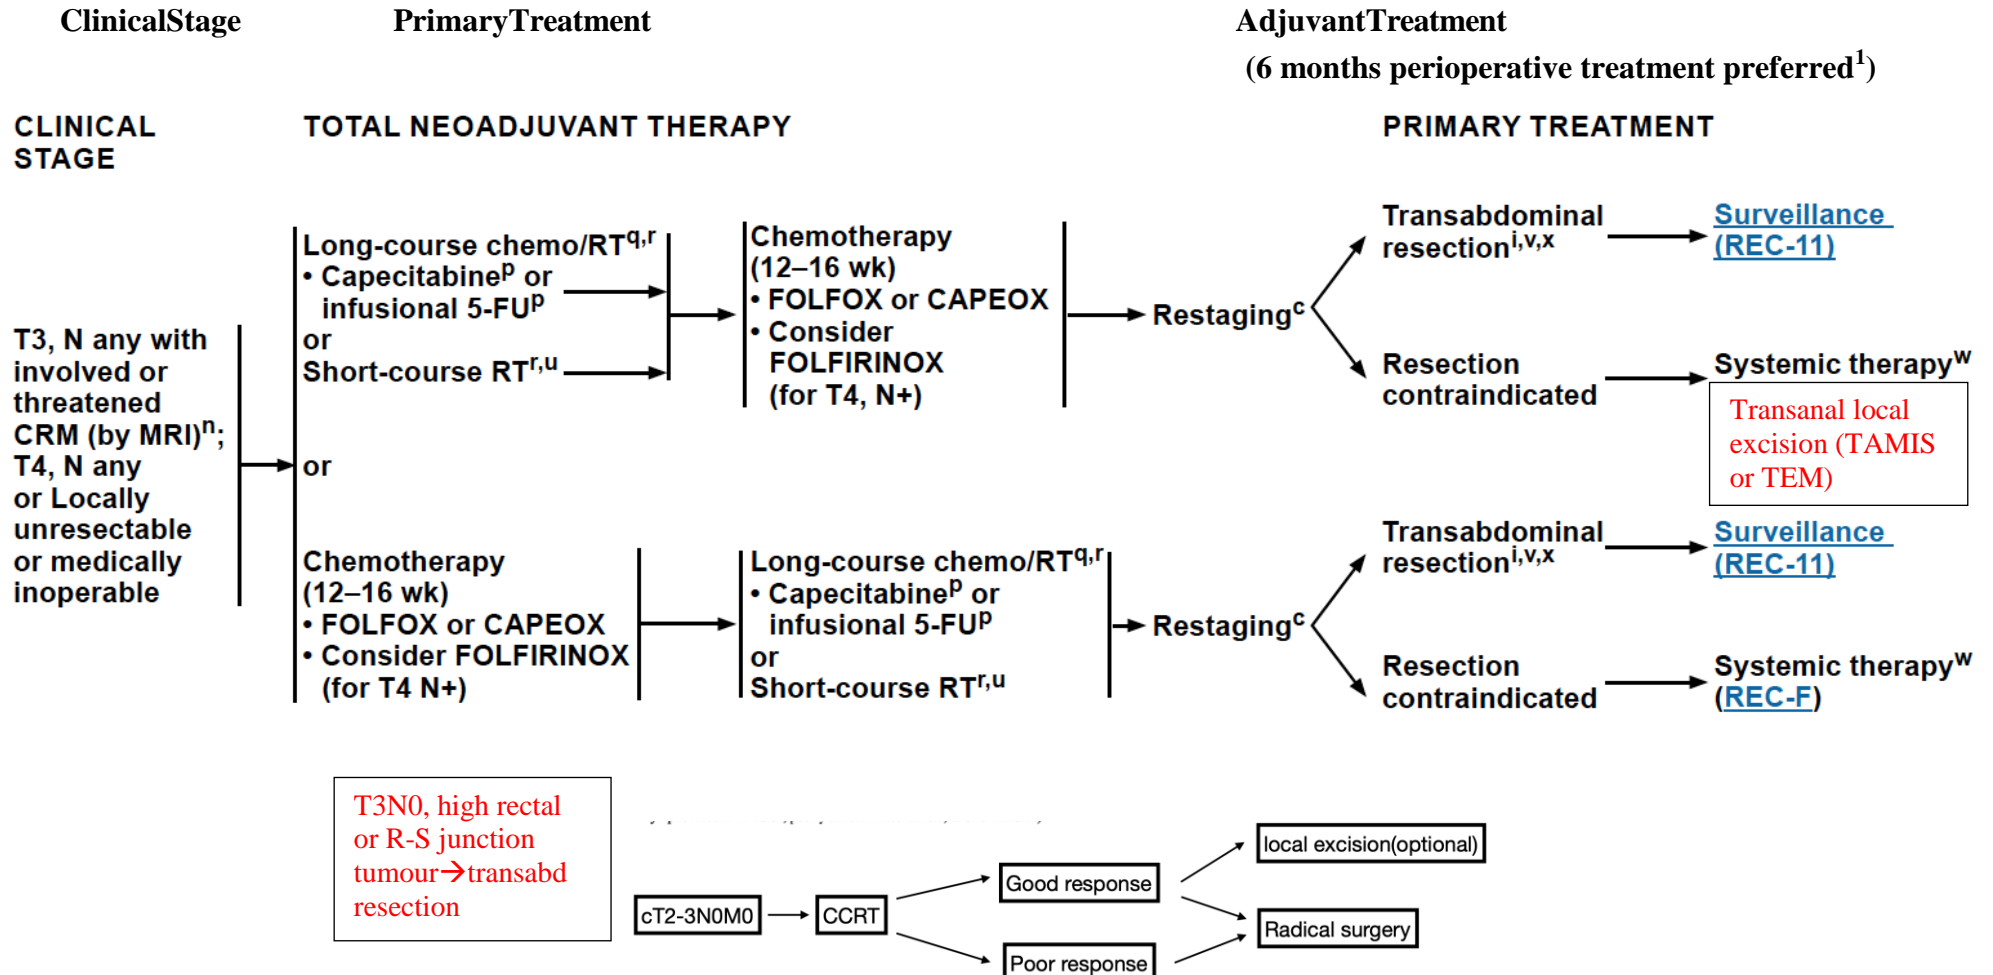 ClinicalStage
PrimaryTreatment
AdjuvantTreatment
(6 months perioperative treatment preferred1)
CLINICAL
STAGE
TOTAL NEOADJUVANT THERAPY
PRIMARY TREATMENT
T3, N any with
involved or
threatened
CRM (by MRI)n;
T4, N any
or Locally
unresectable
or medically
inoperable
Long-course chemo/RTq,r
• Capecitabinep or
infusional 5-FUp
or
Short-course RTr,u
Chemotherapy
(12–16 wk)
• FOLFOX or CAPEOX
• Consider
FOLFIRINOX
(for T4, N+)
Restagingc
Transabdominal
resectioni,v,x
Surveillance
(REC-11)
Resection
contraindicated
Systemic therapyw
Transanal local
excision (TAMIS
or TEM)
or
Chemotherapy
(12–16 wk)
• FOLFOX or CAPEOX
• Consider FOLFIRINOX
(for T4 N+)
Long-course chemo/RTq,r
• Capecitabinep or
infusional 5-FUp
or
Short-course RTr,u
Restagingc
Transabdominal
resectioni,v,x
Surveillance
(REC-11)
Resection
contraindicated
Systemic therapyw
(REC-F)
T3N0, high rectal
or R-S junction
tumour→transabd
resection
cT2-3N0M0
CCRT
Good response
Poor response
local excision(optional)
Radical surgery